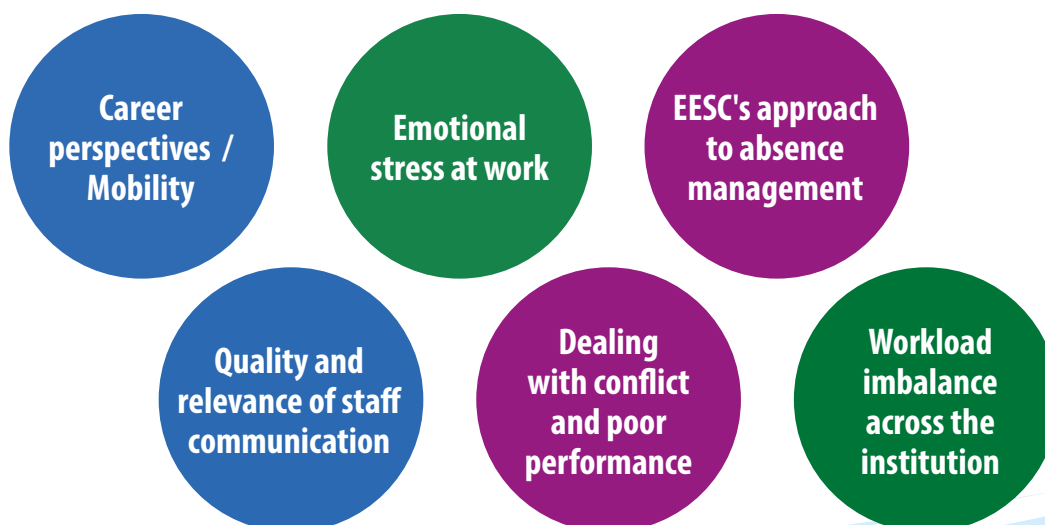 Career
perspectives /
Mobility
Emotional
stress at work
EESC's approach
to absence
management
Quality and
relevance of staff
communication
Dealing
with conflict
and poor
performance
Workload
imbalance
across the
institution